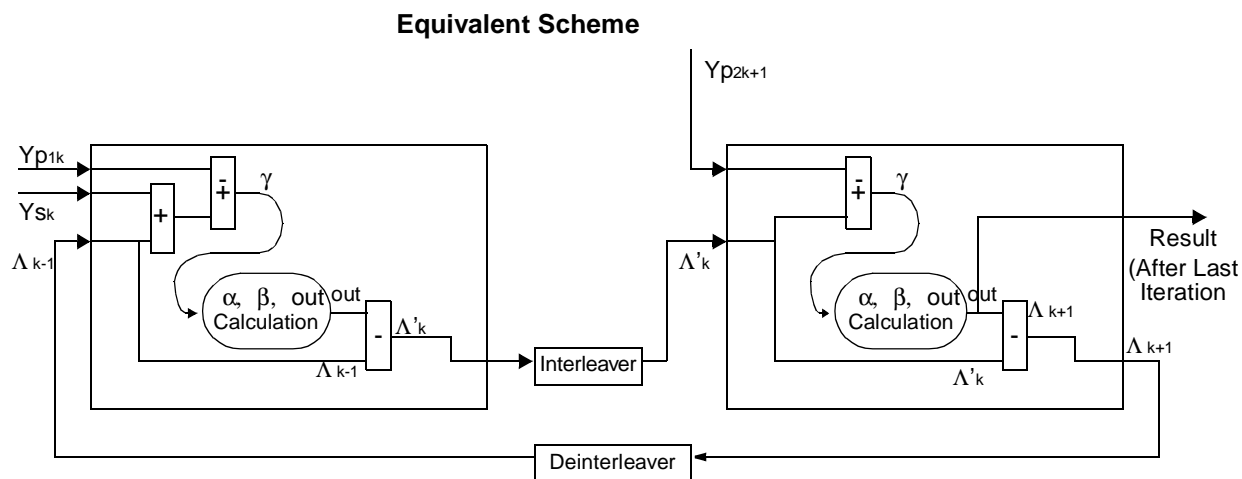 Equivalent Scheme
Yp2k+1
Yp1k
Ysk
Λ k-1
+
-
+
γ
α, β, out
Calculation
out
-
Λ'k
Λ k-1
Interleaver
Λ'k
-
+
γ
α, β, out
Calculation
out
-
Λ k+1
Λ'k
Λ k+1
Result
(After Last
Iteration
Deinterleaver